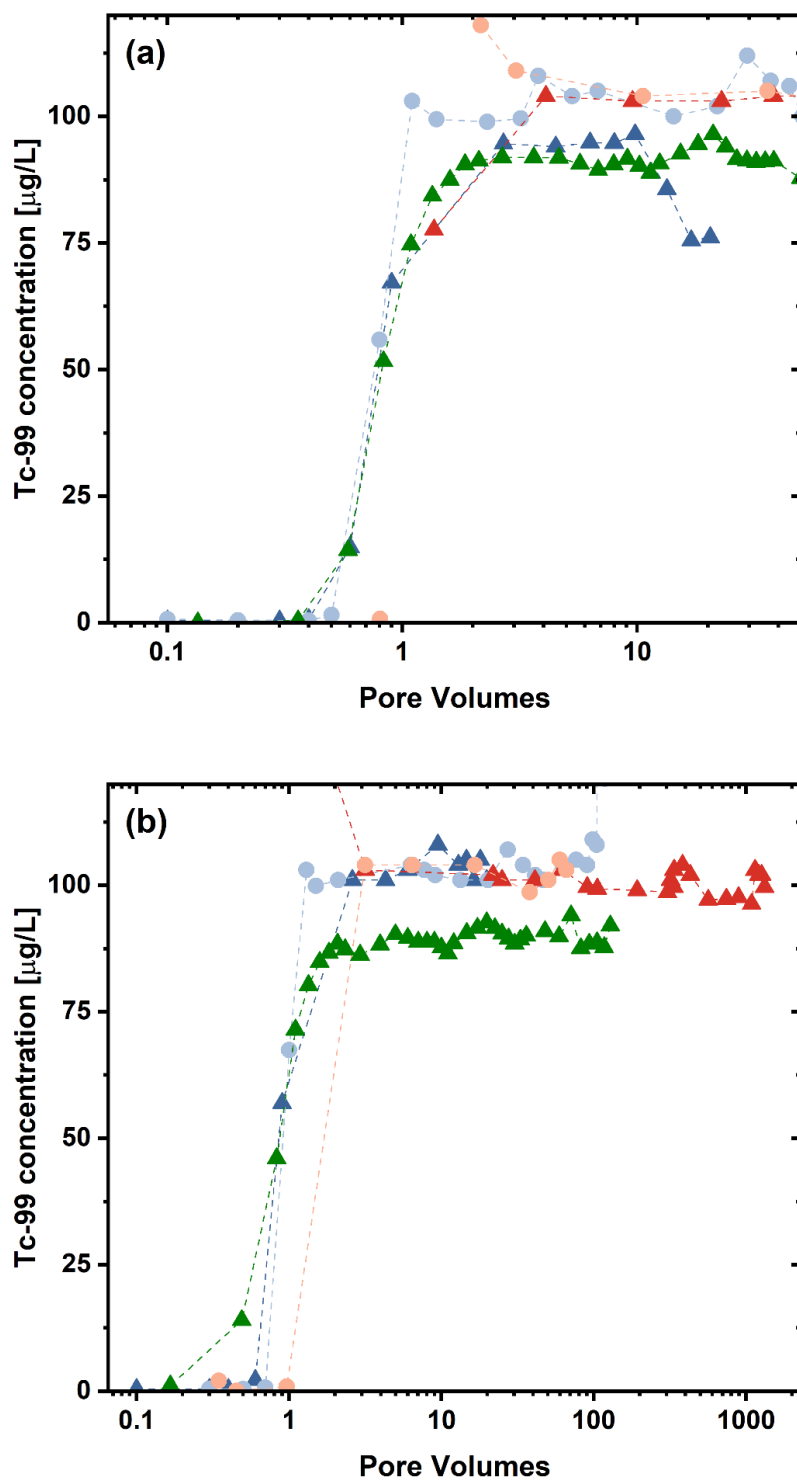 (a)
Tc-99 concentration [µg/L]
100
75
50
25
0
0.1 1 10
Pore Volumes
(b)
Tc-99 concentration [µg/L]
100
75
50
25
0
0.1 1 10 100 1000
Pore Volumes